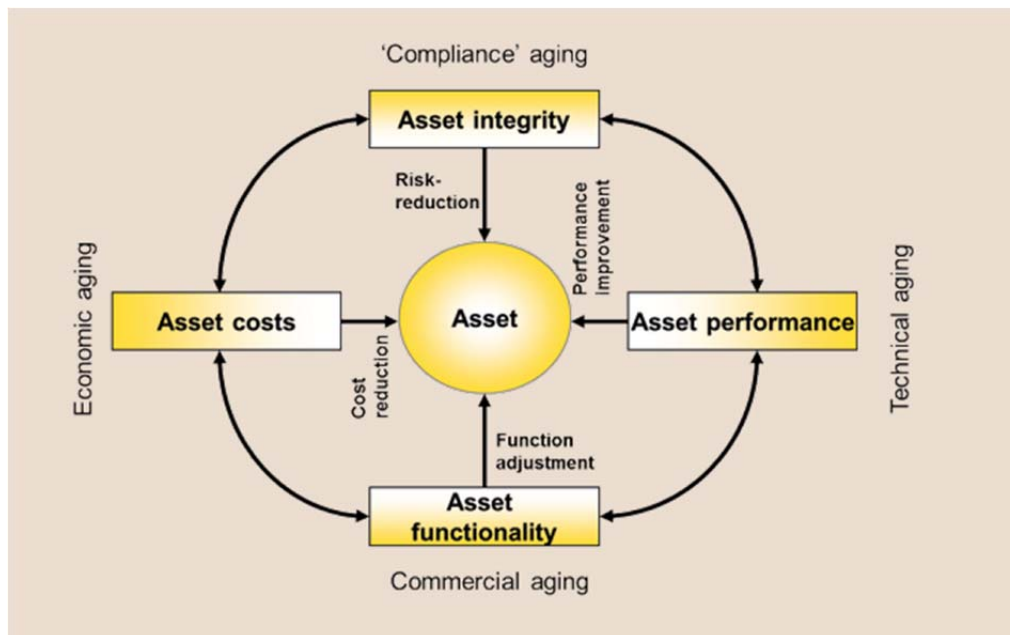 ‘Compliance’ aging
Asset integrity
Risk-
reduction
Performance
improvement
Economic aging
Asset costs
Asset
Asset performance
Technical aging
Cost
reduction
Function
adjustment
Asset
functionality
Commercial aging